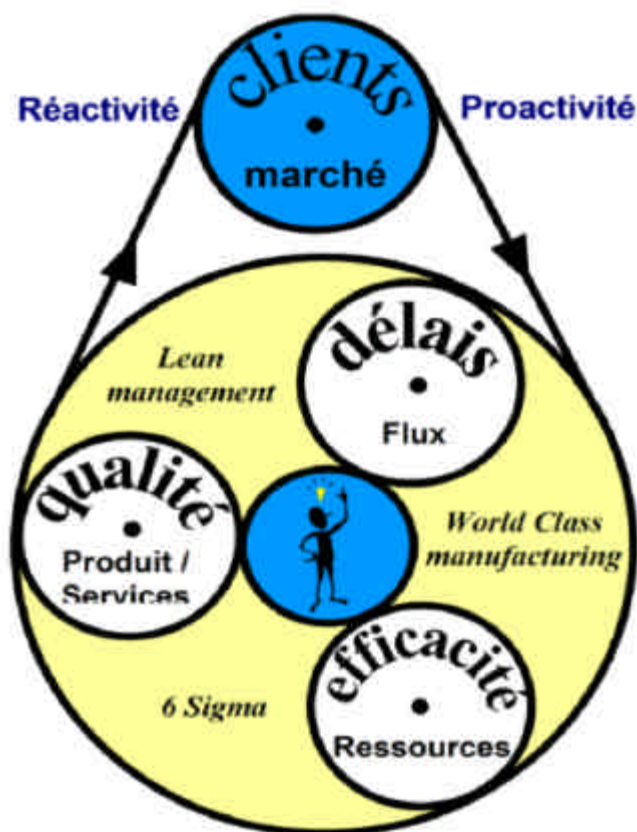 clients
Réactivité
Proactivité
marché
délais
Lean
management
Flux
qualité
World Class
manufacturing
Produit /
Services
efficacité
6 Sigma
Ressources